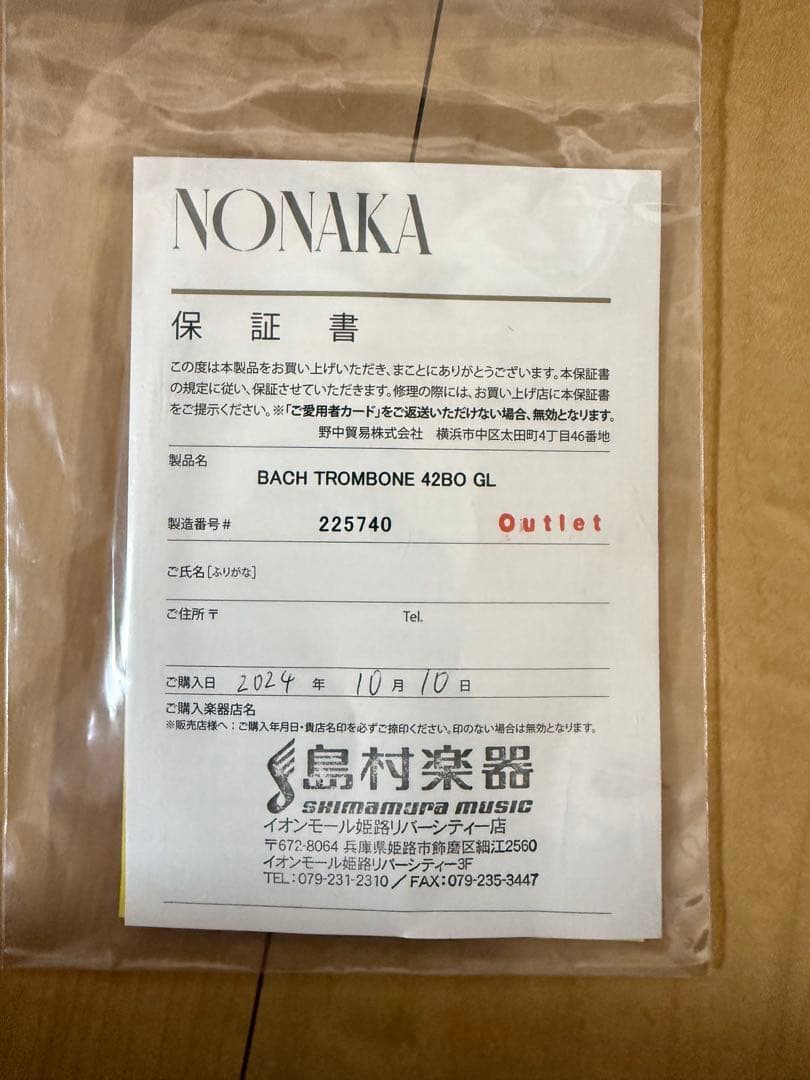 NONAKA
保 証 書
この度は本製品をお買い上げいただき、まことにありがとうございます。本保証書
の規定に従い、保証させていただきます。修理の際には、お買い上げ店に本保証書
をご提示ください。※「ご愛用者カード」をご返送いただけない場合、無効となります。
野中貿易株式会社 横浜市中区太田町4丁目46番地
製品名
BACH TROMBONE 42BO GL
製造番号# 225740 Outlet
ご氏名[ふりがな]
ご住所 〒 Tel.
ご購入日 2024 年 10 月 10 日
ご購入楽器店名
※販売店様へ：ご購入年月日・貴店名印を必ずご捺印ください。印のない場合は無効となります。
島村楽器
SHIMAMURA MUSIC
イオンモール姫路リバーシティー店
〒672-8064 兵庫県姫路市飾磨区細江2560
イオンモール姫路リバーシティー3F
TEL：079-231-2310／FAX：079-235-3447